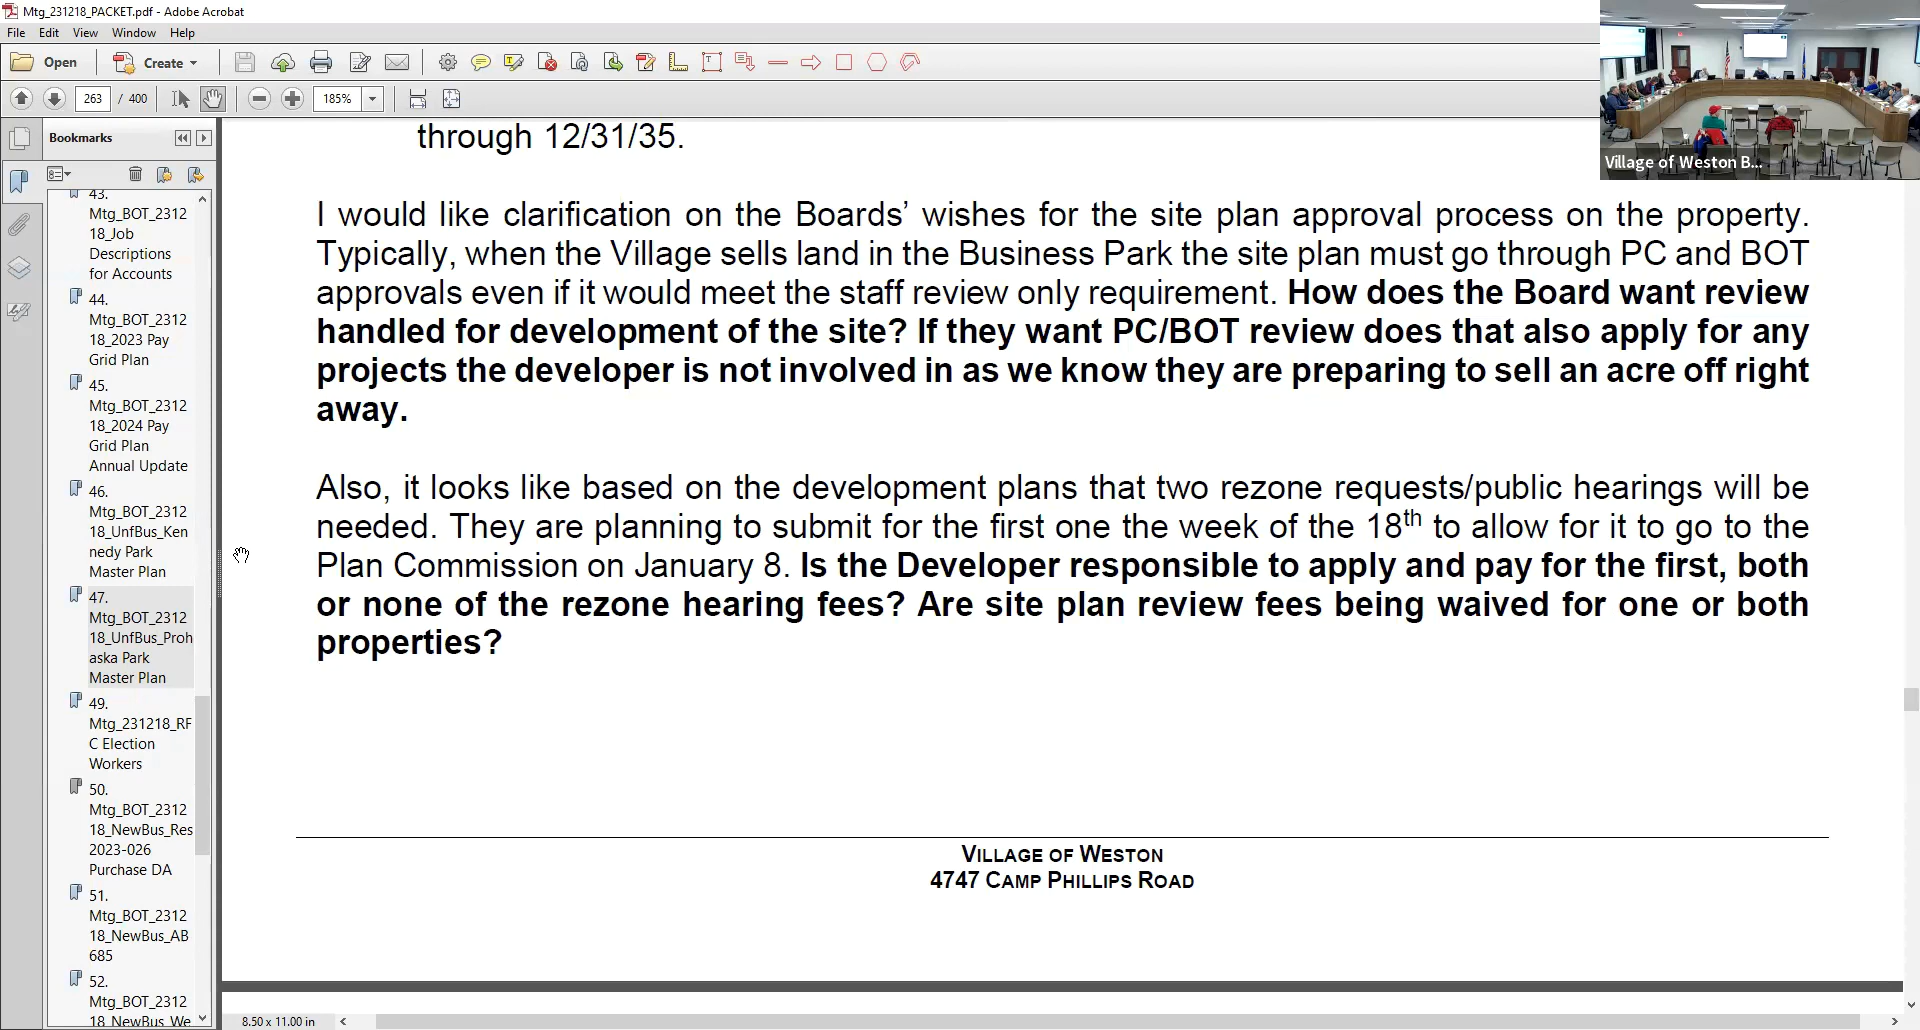 Mtg_231218_PACKET.pdf - Adobe Acrobat
File Edit View Window Help
Open Create
263 / 400 185%
Bookmarks
43.
Mtg_BOT_2312
18_Job
Descriptions
for Accounts
44.
Mtg_BOT_2312
18_2023 Pay
Grid Plan
45.
Mtg_BOT_2312
18_2024 Pay
Grid Plan
Annual Update
46.
Mtg_BOT_2312
18_UnfBus_Ken
nedy Park
Master Plan
47.
Mtg_BOT_2312
18_UnfBus_Proh
aska Park
Master Plan
49.
Mtg_231218_RF
C Election
Workers
50.
Mtg_BOT_2312
18_NewBus_Res
2023-026
Purchase DA
51.
Mtg_BOT_2312
18_NewBus_AB
685
52.
Mtg_BOT_2312
18_NewBus_We
through 12/31/35.
I would like clarification on the Boards’ wishes for the site plan approval process on the property.
Typically, when the Village sells land in the Business Park the site plan must go through PC and BOT
approvals even if it would meet the staff review only requirement. How does the Board want review
handled for development of the site? If they want PC/BOT review does that also apply for any
projects the developer is not involved in as we know they are preparing to sell an acre off right
away.
Also, it looks like based on the development plans that two rezone requests/public hearings will be
needed. They are planning to submit for the first one the week of the 18th to allow for it to go to the
Plan Commission on January 8. Is the Developer responsible to apply and pay for the first, both
or none of the rezone hearing fees? Are site plan review fees being waived for one or both
properties?
VILLAGE OF WESTON
4747 CAMP PHILLIPS ROAD
8.50 x 11.00 in
Village of Weston B...